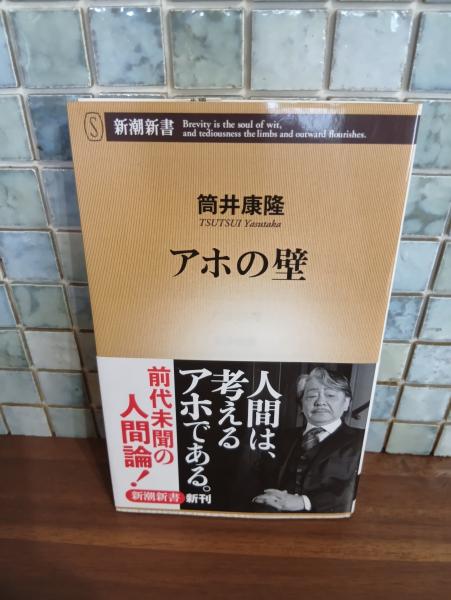 S
新潮新書
Brevity is the soul of wit,
and tediousness the limbs and outward flourishes.
筒井康隆
TSUTSUI Yasutaka
アホの壁
人間は、
考える
アホである。
前代未聞の
人間論!
新潮新書 新刊